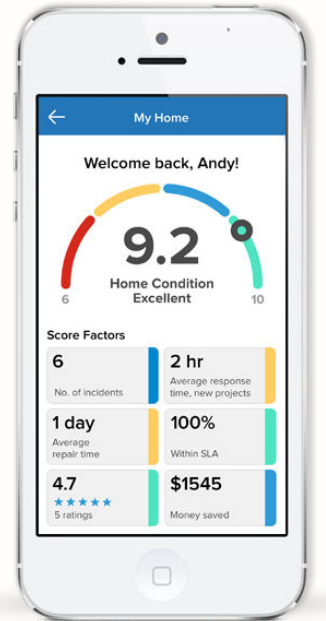 My Home
Welcome back, Andy!
9.2
Home Condition
Excellent
6
10
Score Factors
6
No. of incidents
2 hr
Average response
time, new projects
1 day
Average
repair time
100%
Within SLA
4.7
5 ratings
$1545
Money saved